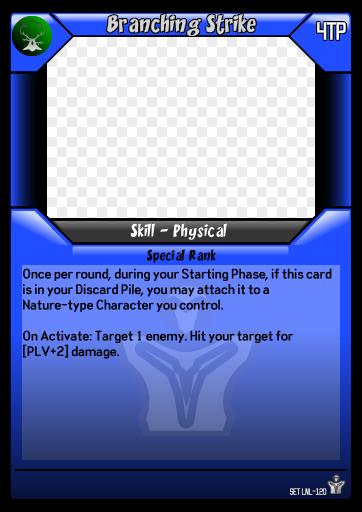 Branching Strike
4TP
Skill - Physical
Special Rank
Once per round, during your Starting Phase, if this card
is in your Discard Pile, you may attach it to a
Nature-type Character you control.
On Activate: Target 1 enemy. Hit your target for
[PLV+2] damage.
SET LNL-120